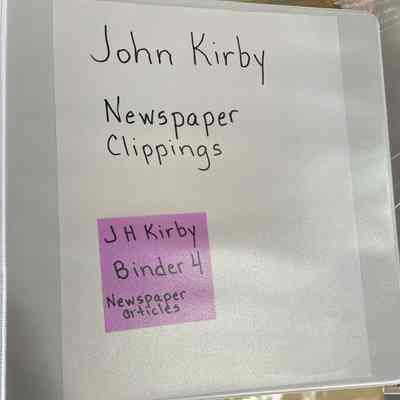 John Kirby
Newspaper
Clippings
J H Kirby
Binder 4
Newspaper
articles